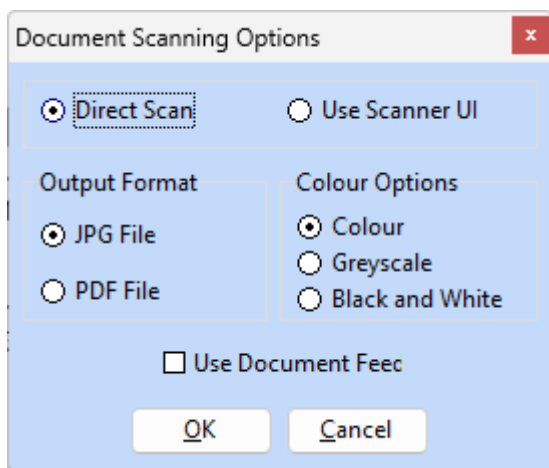 Document Scanning Options
x
Direct Scan Use Scanner UI
Output Format Colour Options
JPG File Colour
Greyscale
PDF File Black and White
Use Document Feed
OK Cancel